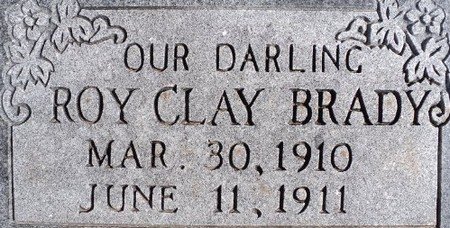 OUR DARLING
ROY CLAY BRADY
MAR. 30, 1910
JUNE 11, 1911